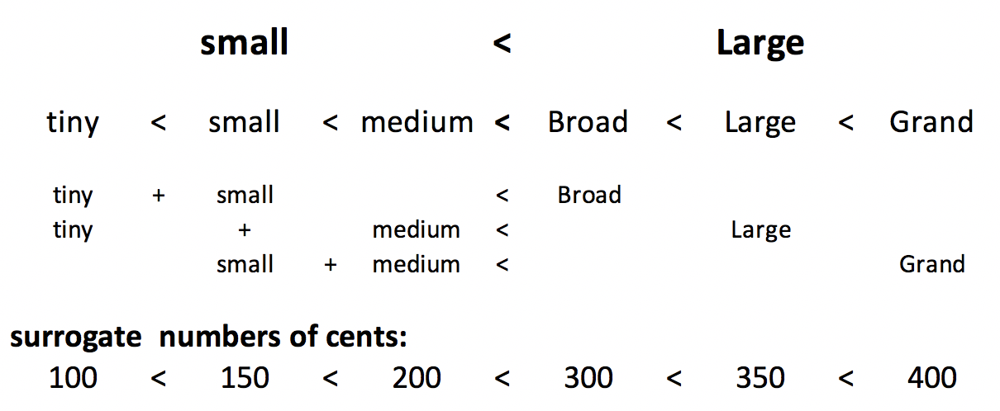 small < Large
tiny < small < medium < Broad < Large < Grand
tiny + small < Broad
tiny + medium < Large
small + medium < Grand
surrogate numbers of cents:
100 < 150 < 200 < 300 < 350 < 400